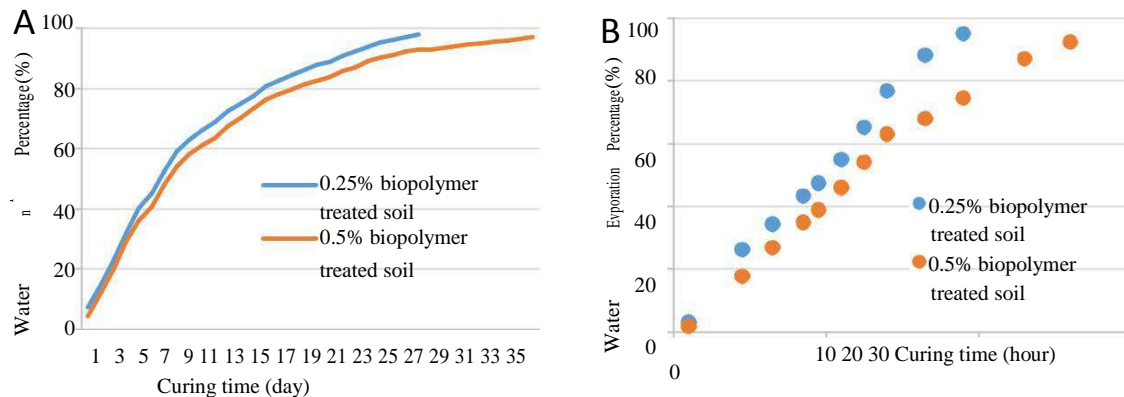 A
100
80
60
40
20
0
Water Percentage(%)
0.25% biopolymer
treated soil
0.5% biopolymer
treated soil
1 3 5 7 9 11 13 15 17 19 21 23 25 27 29 31 33 35
Curing time (day)
B
100
80
60
40
20
0
Water Evporation Percentage(%)
0.25% biopolymer
treated soil
0.5% biopolymer
treated soil
10 20 30 Curing time (hour)
0